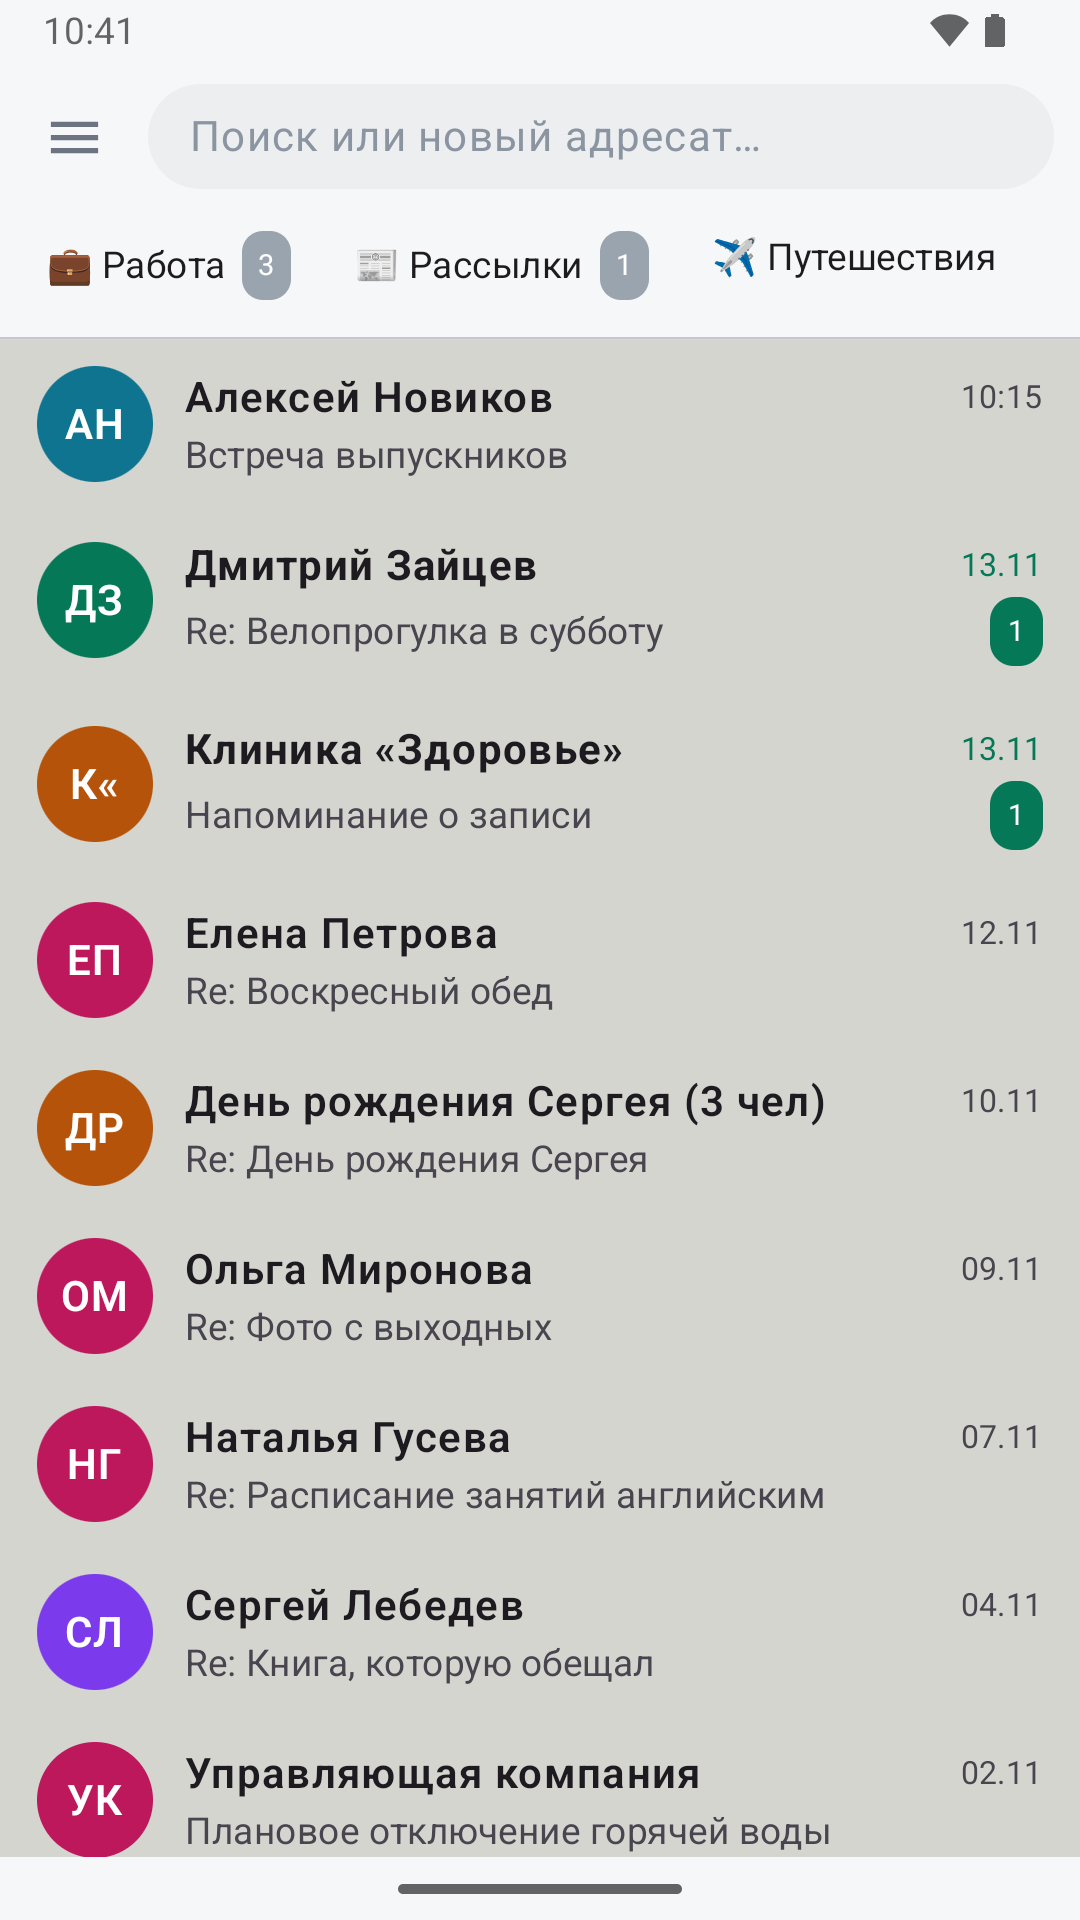 10:41
Поиск или новый адресат…
💼 Работа 3 📰 Рассылки 1 ✈️ Путешествия
АН Алексей Новиков 10:15
Встреча выпускников
ДЗ Дмитрий Зайцев 13.11
Re: Велопрогулка в субботу 1
К« Клиника «Здоровье» 13.11
Напоминание о записи 1
ЕП Елена Петрова 12.11
Re: Воскресный обед
ДР День рождения Сергея (3 чел) 10.11
Re: День рождения Сергея
ОМ Ольга Миронова 09.11
Re: Фото с выходных
НГ Наталья Гусева 07.11
Re: Расписание занятий английским
СЛ Сергей Лебедев 04.11
Re: Книга, которую обещал
УК Управляющая компания 02.11
Плановое отключение горячей воды